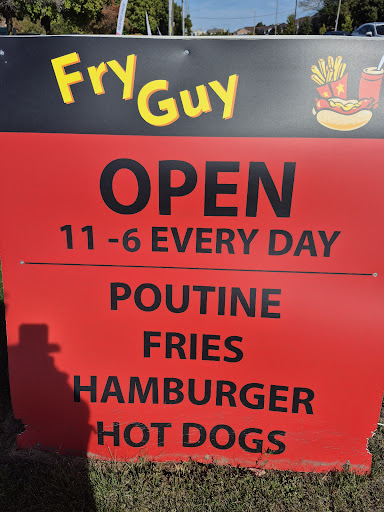 Fry Guy
OPEN
11 -6 EVERY DAY
POUTINE
FRIES
HAMBURGER
HOT DOGS